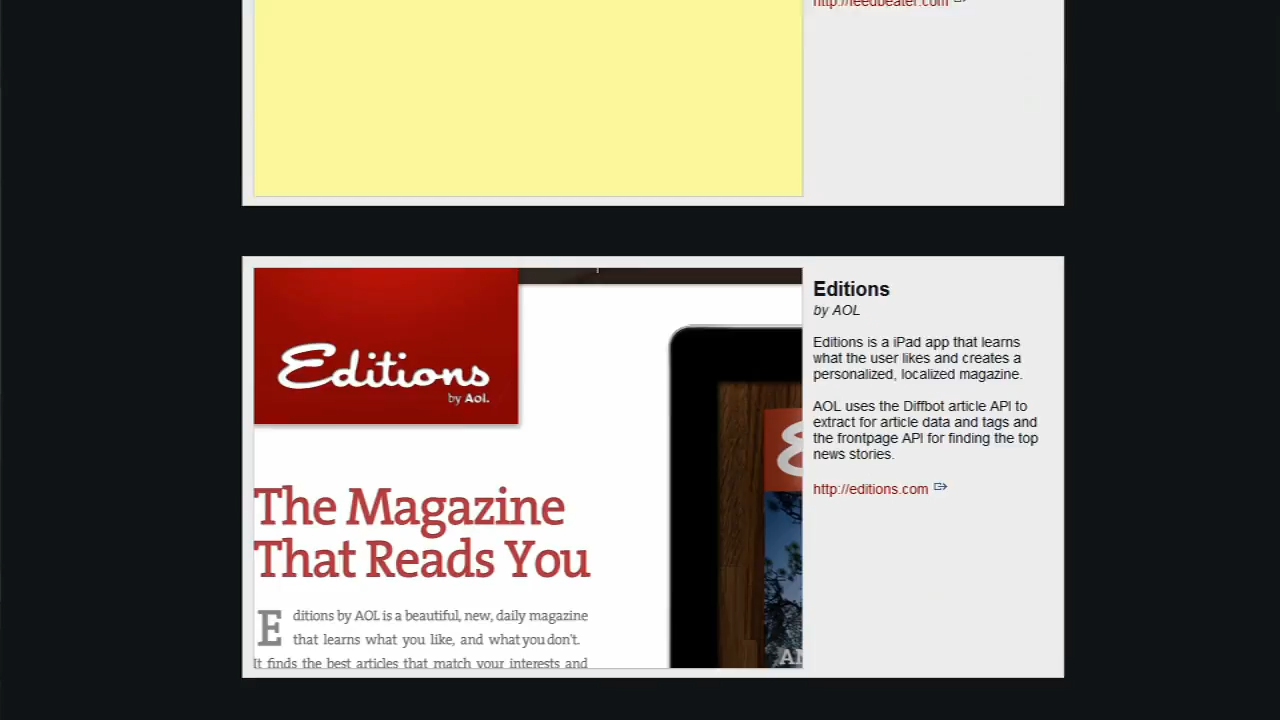 http://feedbeater.com
Editions
by Aol.
The Magazine
That Reads You
Editions by AOL is a beautiful, new, daily magazine
that learns what you like, and what you don't.
It finds the best articles that match your interests and
Editions
by AOL
Editions is a iPad app that learns
what the user likes and creates a
personalized, localized magazine.
AOL uses the Diffbot article API to
extract for article data and tags and
the frontpage API for finding the top
news stories.
http://editions.com